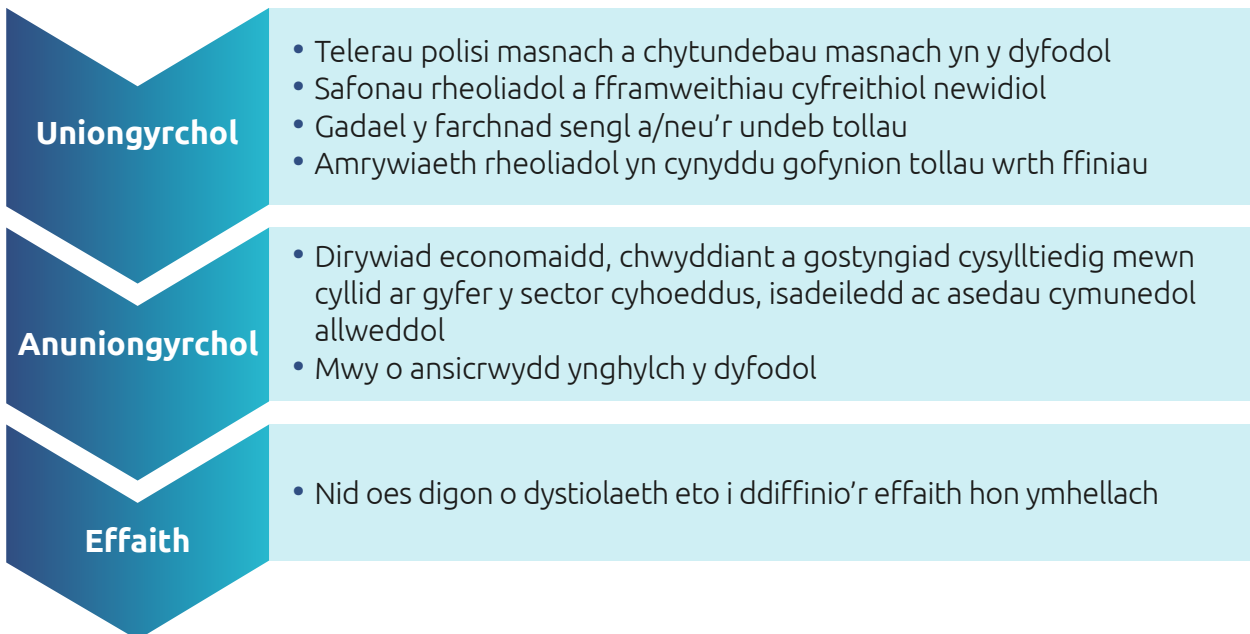 Uniongyrchol
• Telerau polisi masnach a chytundebau masnach yn y dyfodol
• Safonau rheoliadol a fframweithiau cyfreithiol newidiol
• Gadael y farchnad sengl a/neu’r undeb tollau
• Amrywiaeth rheoliadol yn cynyddu gofynion tollau wrth ffiniau
Anuniongyrchol
• Dirywiad economaidd, chwyddiant a gostyngiad cysylltiedig mewn
cyllid ar gyfer y sector cyhoeddus, isadeiledd ac asedau cymunedol
allweddol
• Mwy o ansicrwydd ynghylch y dyfodol
Effaith
• Nid oes digon o dystiolaeth eto i ddiffinio’r effaith hon ymhellach